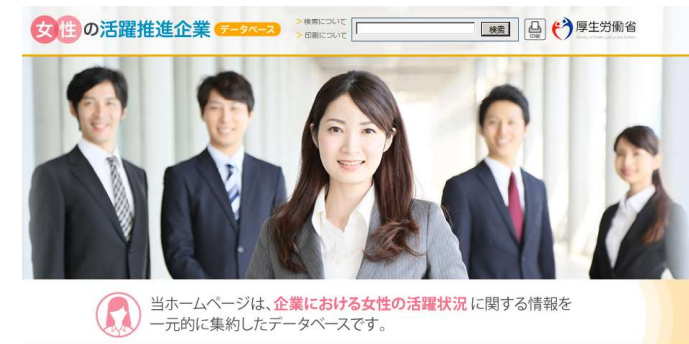 女性の活躍推進企業 データベース
> 検索について
> 印刷について
検索
印刷
厚生労働省
当ホームページは、企業における女性の活躍状況に関する情報を
一元的に集約したデータベースです。